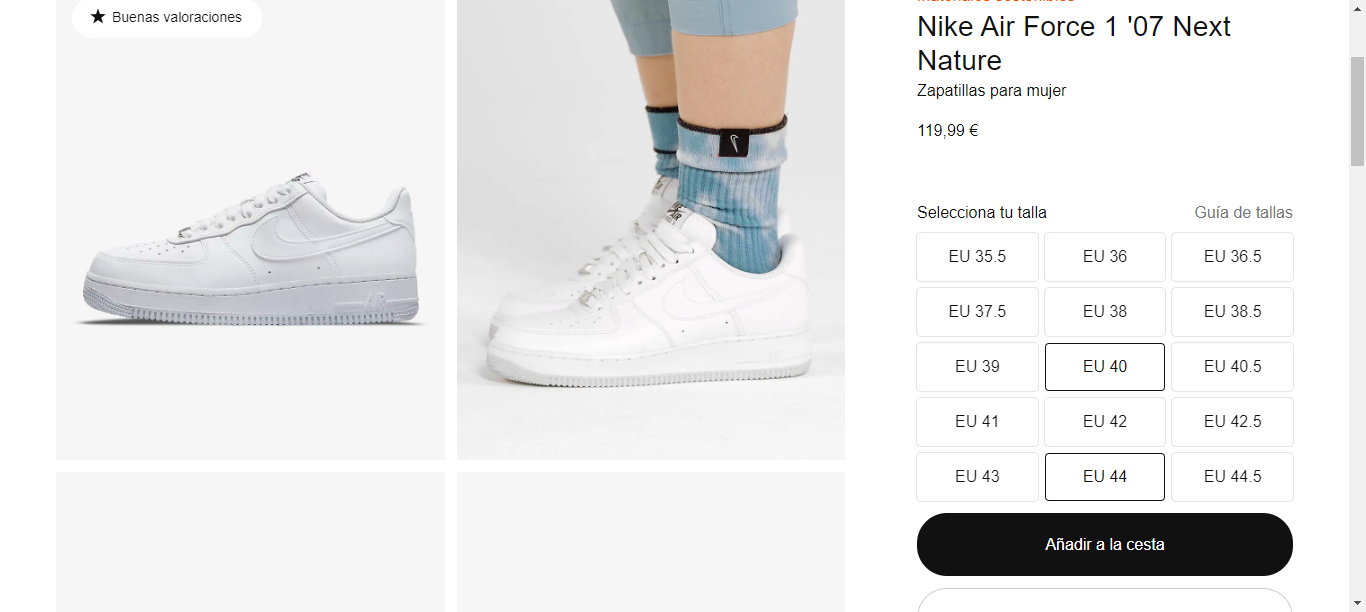 Buenas valoraciones
Materiales sostenibles
Nike Air Force 1 '07 Next
Nature
Zapatillas para mujer
119,99 €
Selecciona tu talla
Guía de tallas
EU 35.5
EU 36
EU 36.5
EU 37.5
EU 38
EU 38.5
EU 39
EU 40
EU 40.5
EU 41
EU 42
EU 42.5
EU 43
EU 44
EU 44.5
Añadir a la cesta